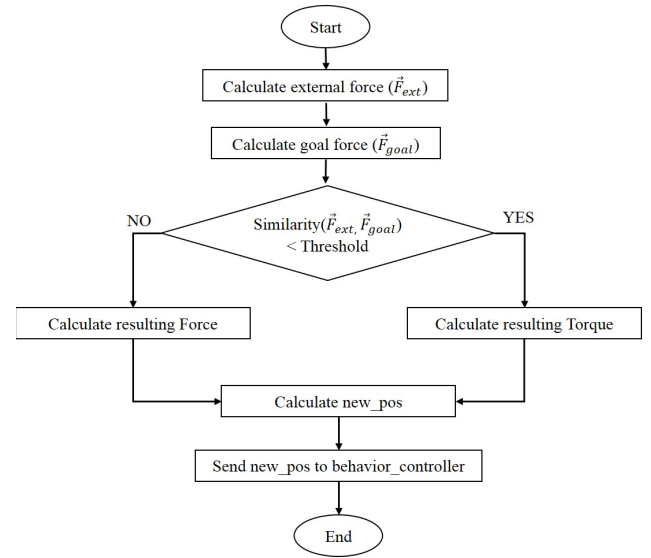 Start
Calculate external force (F⃗ext)
Calculate goal force (F⃗goal)
NO
Similarity(F⃗ext, F⃗goal)
< Threshold
YES
Calculate resulting Force
Calculate resulting Torque
Calculate new_pos
Send new_pos to behavior_controller
End